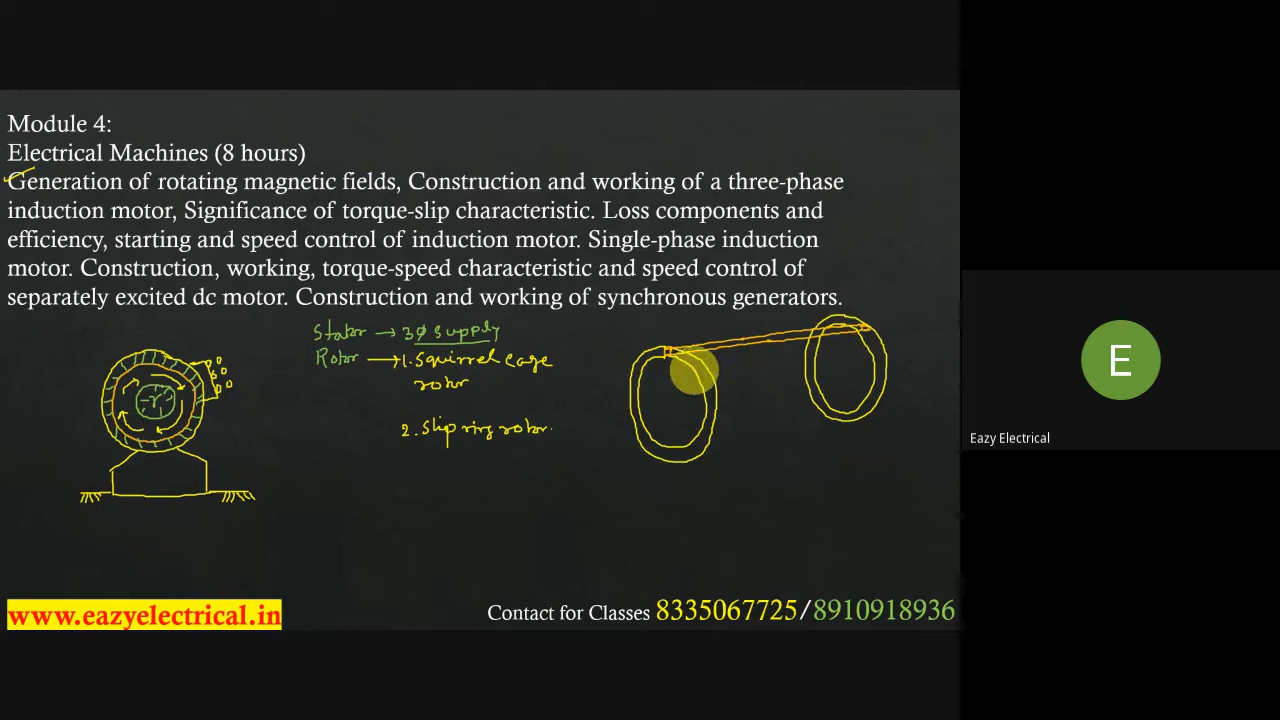 Module 4:
Electrical Machines (8 hours)
Generation of rotating magnetic fields, Construction and working of a three-phase
induction motor, Significance of torque-slip characteristic. Loss components and
efficiency, starting and speed control of induction motor. Single-phase induction
motor. Construction, working, torque-speed characteristic and speed control of
separately excited dc motor. Construction and working of synchronous generators.
Stator → 3φ supply
Rotor → 1. Squirrel cage
rotor
2. Slip ring rotor.
www.eazyelectrical.in
Contact for Classes 8335067725/8910918936
E
Eazy Electrical